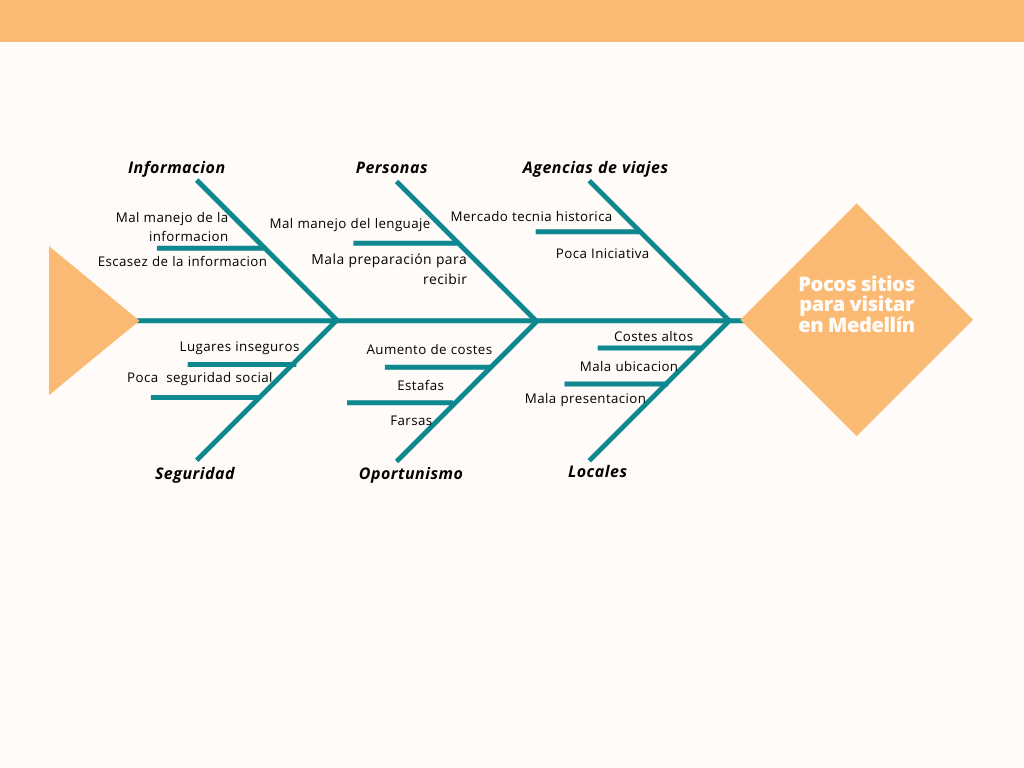 Informacion
Personas
Agencias de viajes
Mal manejo de la
informacion
Escasez de la informacion
Mal manejo del lenguaje
Mala preparación para
recibir
Mercado tecnia historica
Poca Iniciativa
Pocos sitios
para visitar
en Medellín
Lugares inseguros
Poca  seguridad social
Aumento de costes
Estafas
Farsas
Costes altos
Mala ubicacion
Mala presentacion
Seguridad
Oportunismo
Locales